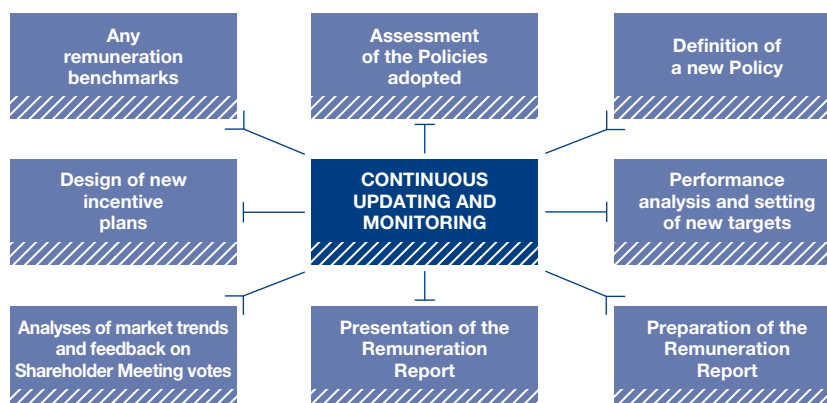 Any
remuneration
benchmarks
Assessment
of the Policies
adopted
Definition of
a new Policy
Design of new
incentive
plans
CONTINUOUS
UPDATING AND
MONITORING
Performance
analysis and setting
of new targets
Analyses of market trends
and feedback on
Shareholder Meeting votes
Presentation of the
Remuneration
Report
Preparation of the
Remuneration
Report